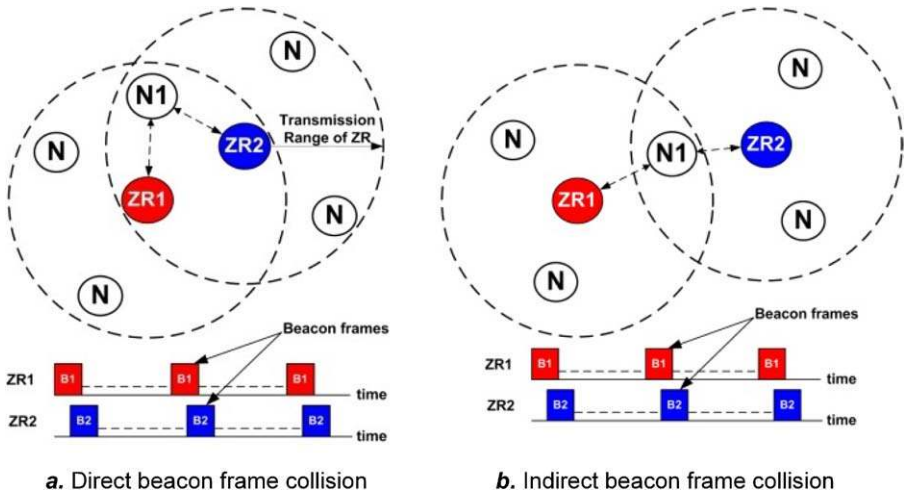 N
N1
Transmission
Range of ZR
ZR2
N
ZR1
N
N
Beacon frames
ZR1
B1
B1
B1
time
ZR2
B2
B2
B2
time
a. Direct beacon frame collision
N
N
N1
ZR2
ZR1
N
N
Beacon frames
ZR1
B1
B1
B1
time
ZR2
B2
B2
B2
time
b. Indirect beacon frame collision